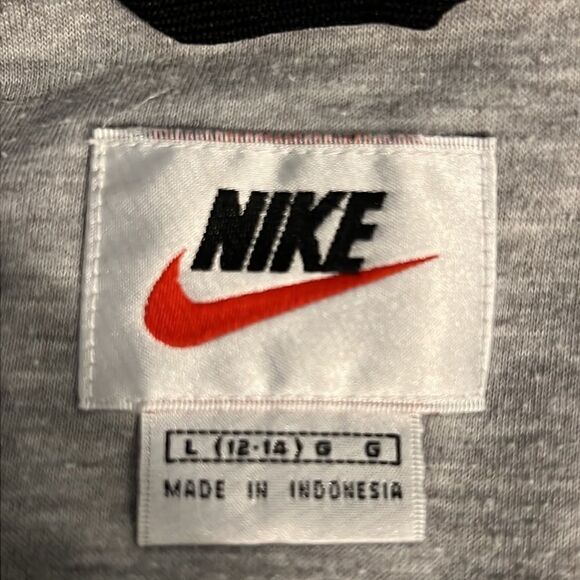 NIKE
L (12-14) G G
MADE IN INDONESIA